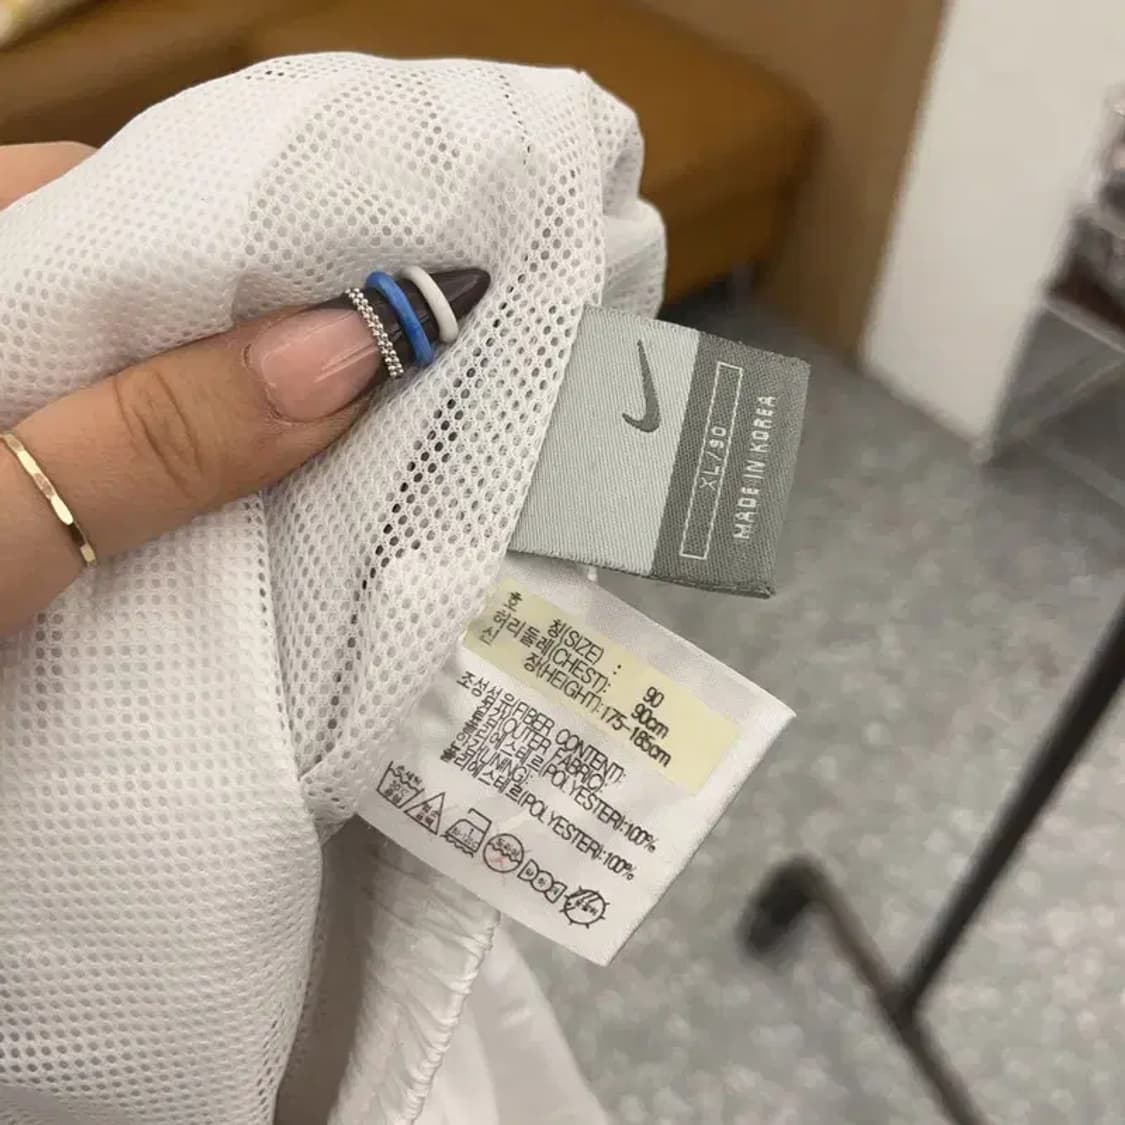 XL/90
MADE IN KOREA
호 칭(SIZE) : 90
허리둘레(CHEST): 90cm
신 장(HEIGHT):175-185cm
조성섬유(FIBER CONTENT):
겉감(OUTER FABRIC):
폴리에스테르(POLYESTER):100%
안감(LINING):
폴리에스테르(POLYESTER):100%